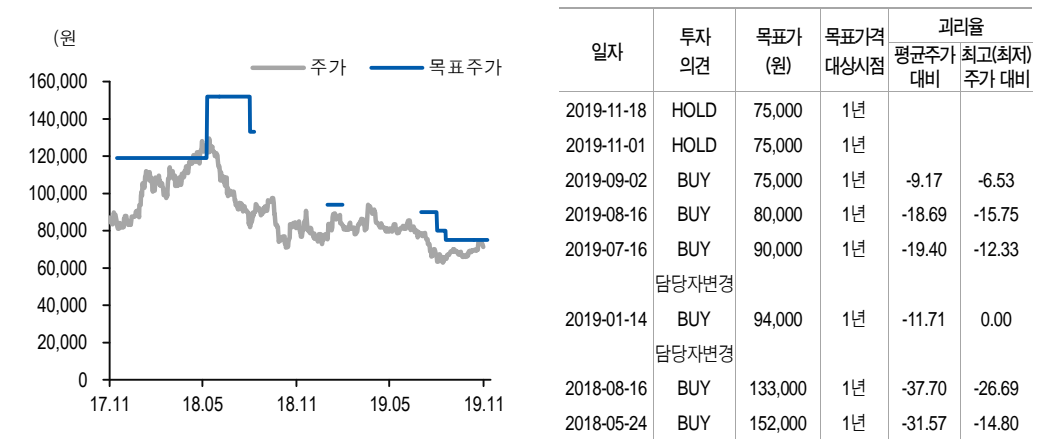 (원
주가 목표주가
160,000
140,000
120,000
100,000
80,000
60,000
40,000
20,000
0
17.11 18.05 18.11 19.05 19.11
일자 투자의견 목표가(원) 목표가격대상시점 괴리율
평균주가대비 최고(최저)주가 대비
2019-11-18 HOLD 75,000 1년
2019-11-01 HOLD 75,000 1년
2019-09-02 BUY 75,000 1년 -9.17 -6.53
2019-08-16 BUY 80,000 1년 -18.69 -15.75
2019-07-16 BUY 90,000 1년 -19.40 -12.33
담당자변경
2019-01-14 BUY 94,000 1년 -11.71 0.00
담당자변경
2018-08-16 BUY 133,000 1년 -37.70 -26.69
2018-05-24 BUY 152,000 1년 -31.57 -14.80